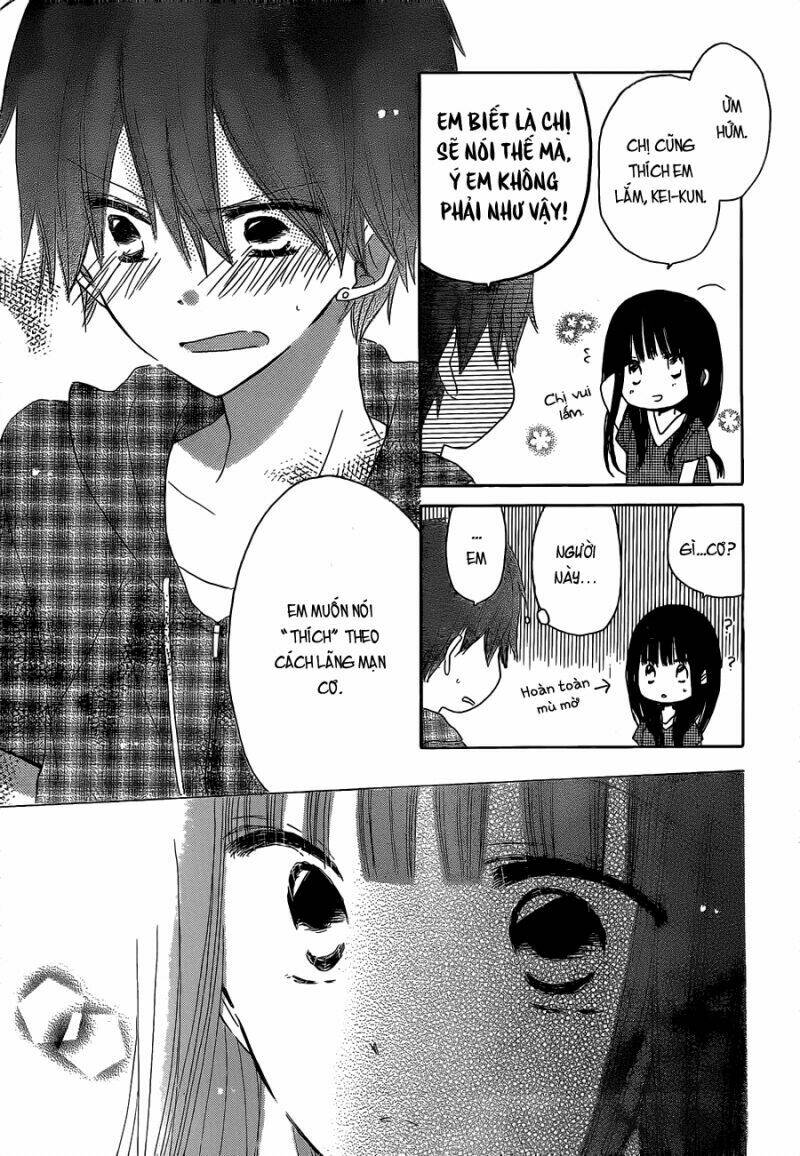 ỪM
HỨM.
CHỊ CŨNG
THÍCH EM
LẮM, KEI-KUN.
EM BIẾT LÀ CHỊ
SẼ NÓI THẾ MÀ,
Ý EM KHÔNG
PHẢI NHƯ VẬY!
Chị vui
lắm.
GÌ...CƠ?
?
?
NGƯỜI
NÀY...
...
EM
Hoàn toàn
mù mờ
EM MUỐN NÓI
“THÍCH” THEO
CÁCH LÃNG MẠN
CƠ.